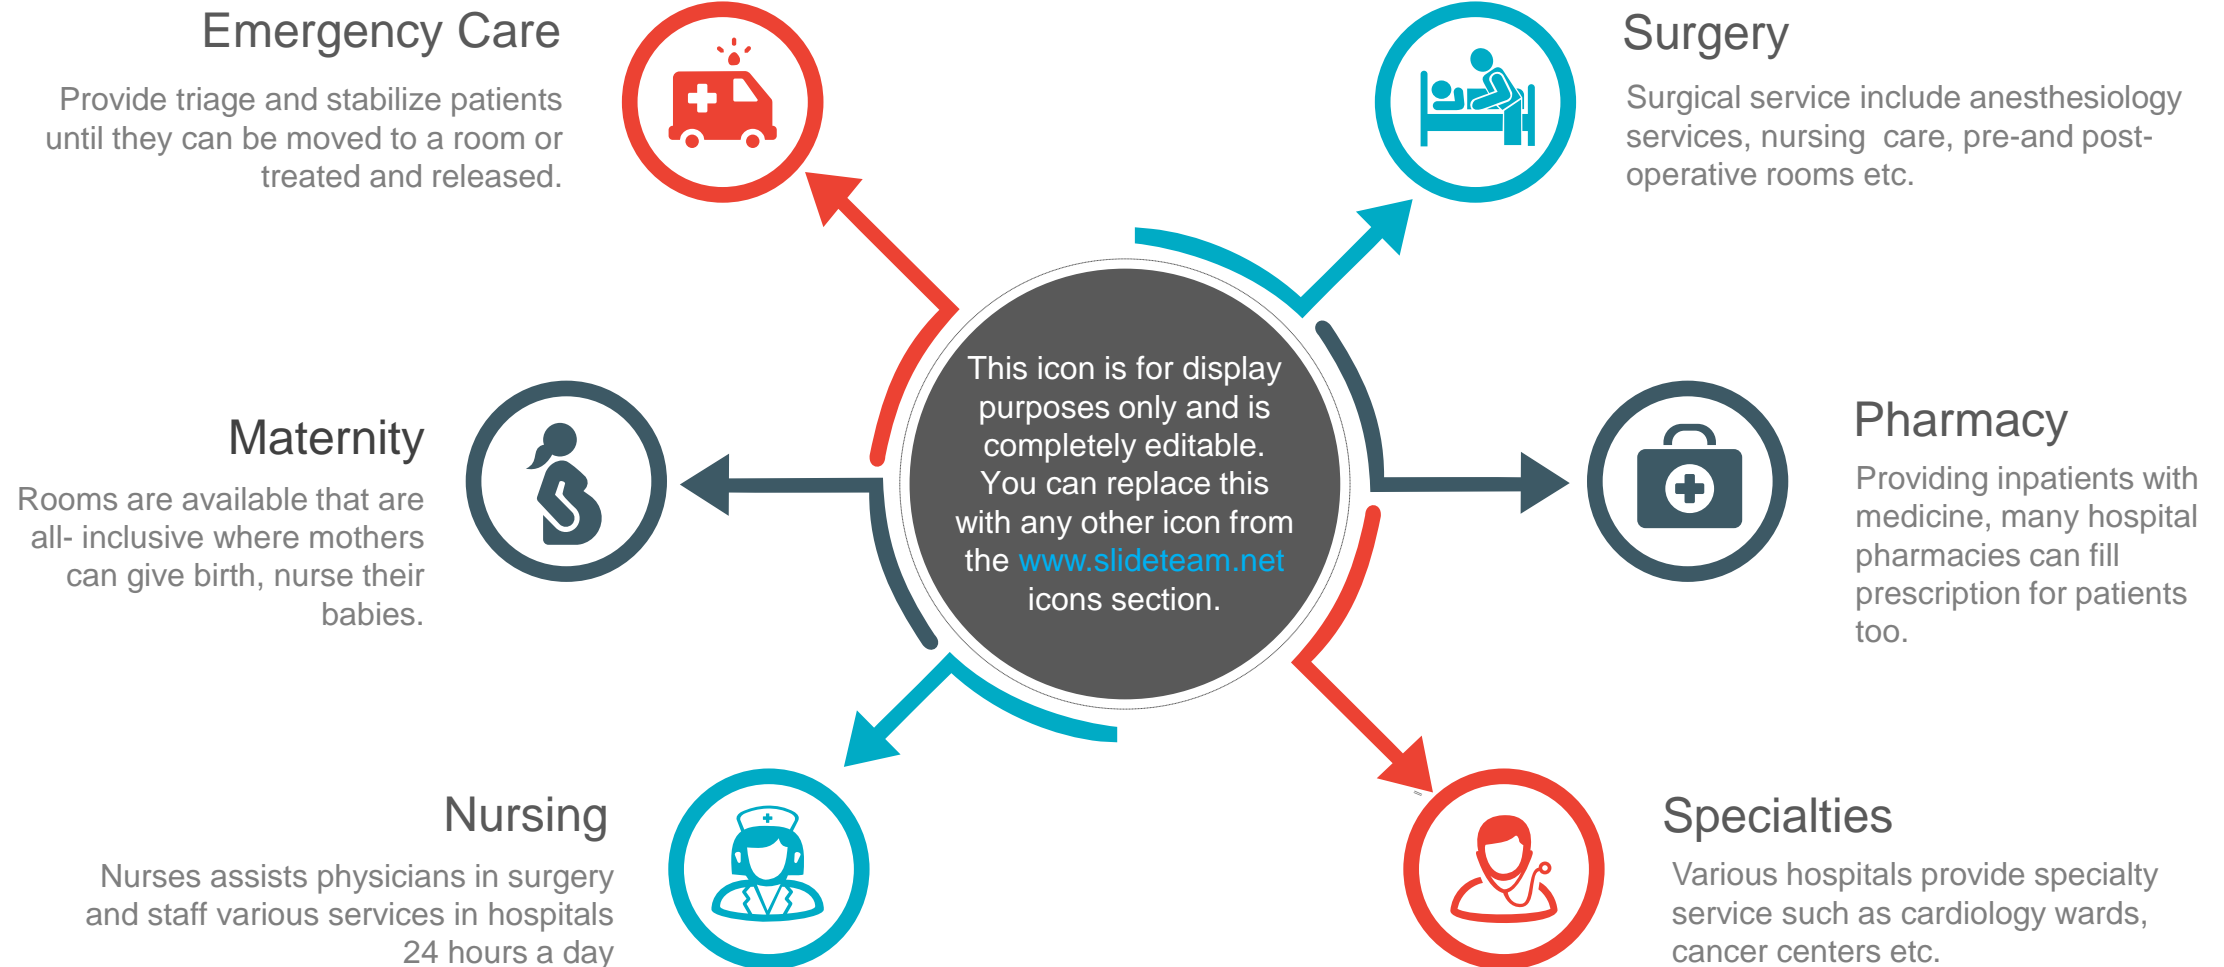 Emergency Care
Provide triage and stabilize patients
until they can be moved to a room or
treated and released.
Surgery
Surgical service include anesthesiology
services, nursing  care, pre-and post-
operative rooms etc.
This icon is for display
purposes only and is
completely editable.
You can replace this
with any other icon from
the www.slideteam.net
icons section.
Maternity
Rooms are available that are
all- inclusive where mothers
can give birth, nurse their
babies.
Pharmacy
Providing inpatients with
medicine, many hospital
pharmacies can fill
prescription for patients
too.
Nursing
Nurses assists physicians in surgery
and staff various services in hospitals
24 hours a day
Specialties
Various hospitals provide specialty
service such as cardiology wards,
cancer centers etc.